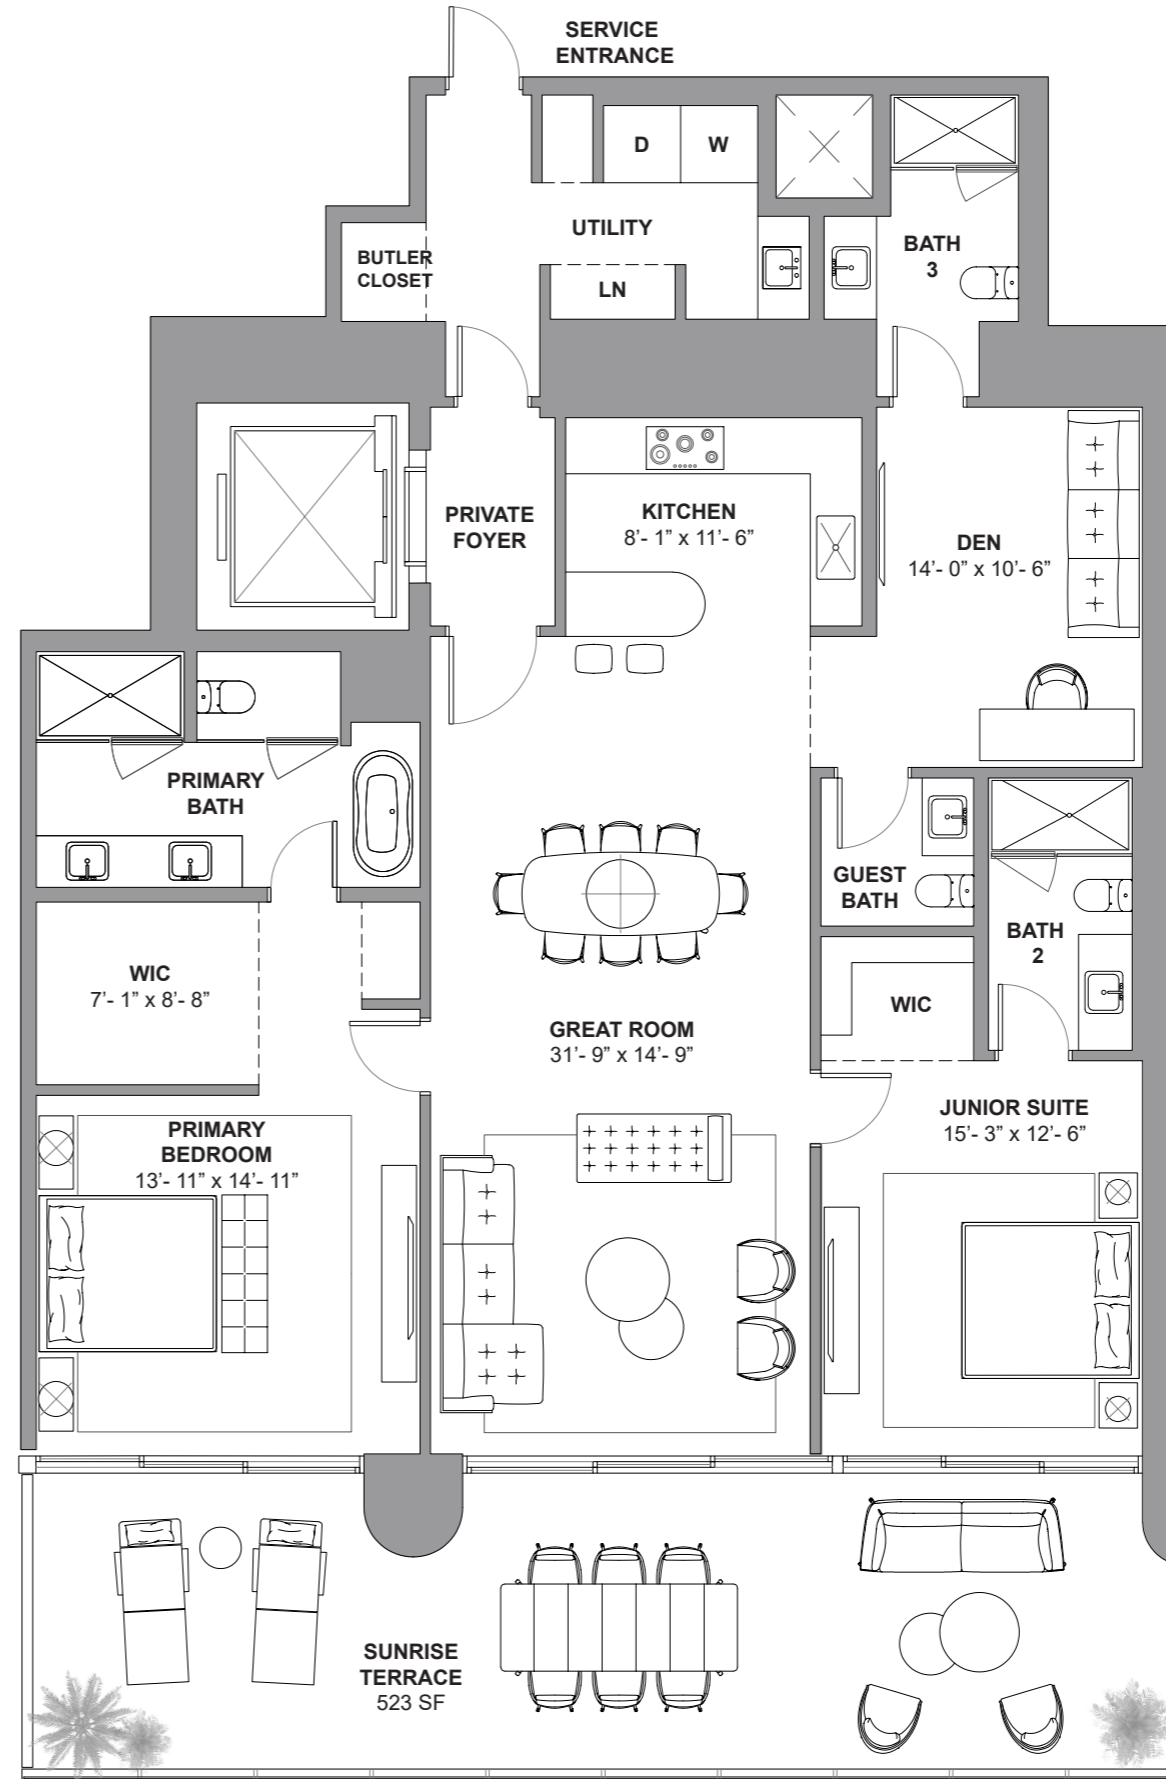 SERVICE
ENTRANCE
D
W
UTILITY
BUTLER
CLOSET
LN
BATH
3
PRIVATE
FOYER
KITCHEN
8’- 1” x 11’- 6”
DEN
14’- 0” x 10’- 6”
PRIMARY
BATH
GUEST
BATH
BATH
2
WIC
7’- 1” x 8’- 8”
WIC
GREAT ROOM
31’- 9” x 14’- 9”
PRIMARY
BEDROOM
13’- 11” x 14’- 11”
JUNIOR SUITE
15’- 3” x 12’- 6”
SUNRISE
TERRACE
523 SF